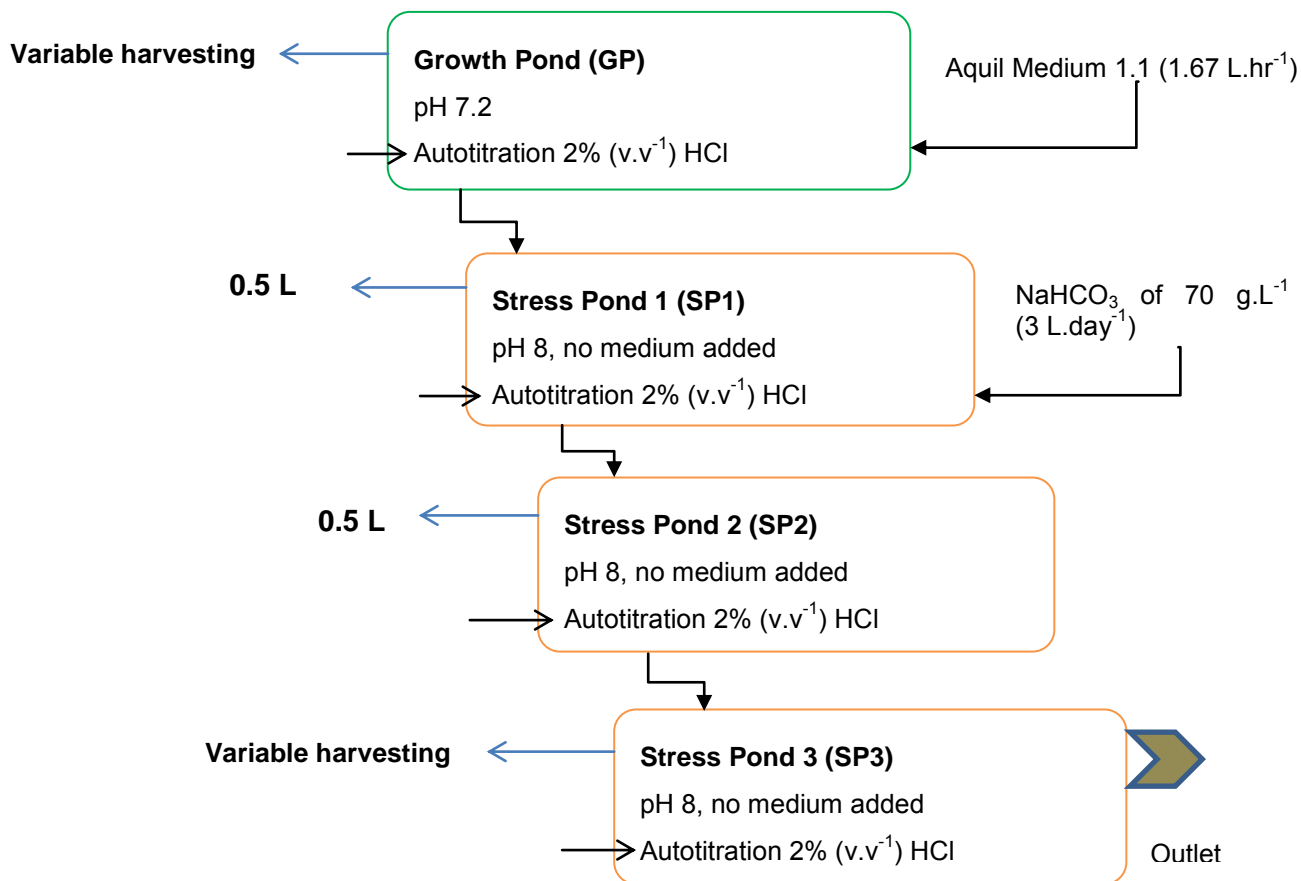 Variable harvesting
Growth Pond (GP)
pH 7.2
Autotitration 2% (v.v⁻¹) HCl
Aquil Medium 1.1 (1.67 L.hr⁻¹)
0.5 L
Stress Pond 1 (SP1)
pH 8, no medium added
Autotitration 2% (v.v⁻¹) HCl
NaHCO₃ of 70 g.L⁻¹
(3 L.day⁻¹)
0.5 L
Stress Pond 2 (SP2)
pH 8, no medium added
Autotitration 2% (v.v⁻¹) HCl
Variable harvesting
Stress Pond 3 (SP3)
pH 8, no medium added
Autotitration 2% (v.v⁻¹) HCl
Outlet